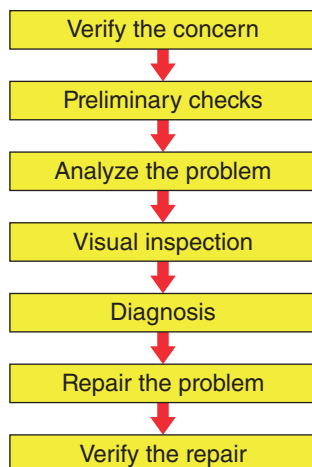 Verify the concern
Preliminary checks
Analyze the problem
Visual inspection
Diagnosis
Repair the problem
Verify the repair